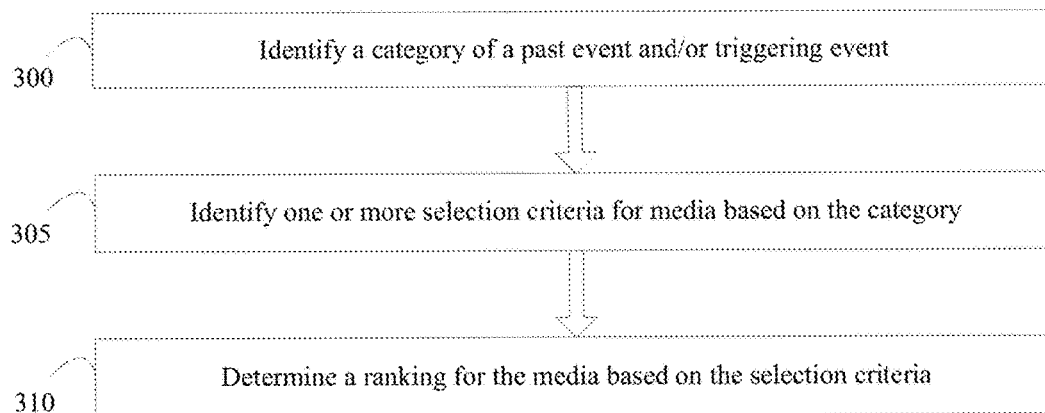 Identify a category of a past event and/or triggering event
300
Identify one or more selection criteria for media based on the category
305
Determine a ranking for the media based on the selection criteria
310